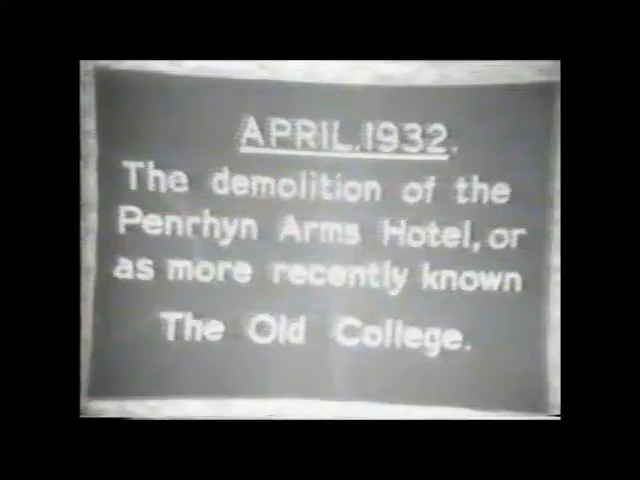 APRIL.1932.
The demolition of the
Penrhyn Arms Hotel, or
as more recently known
The Old College.